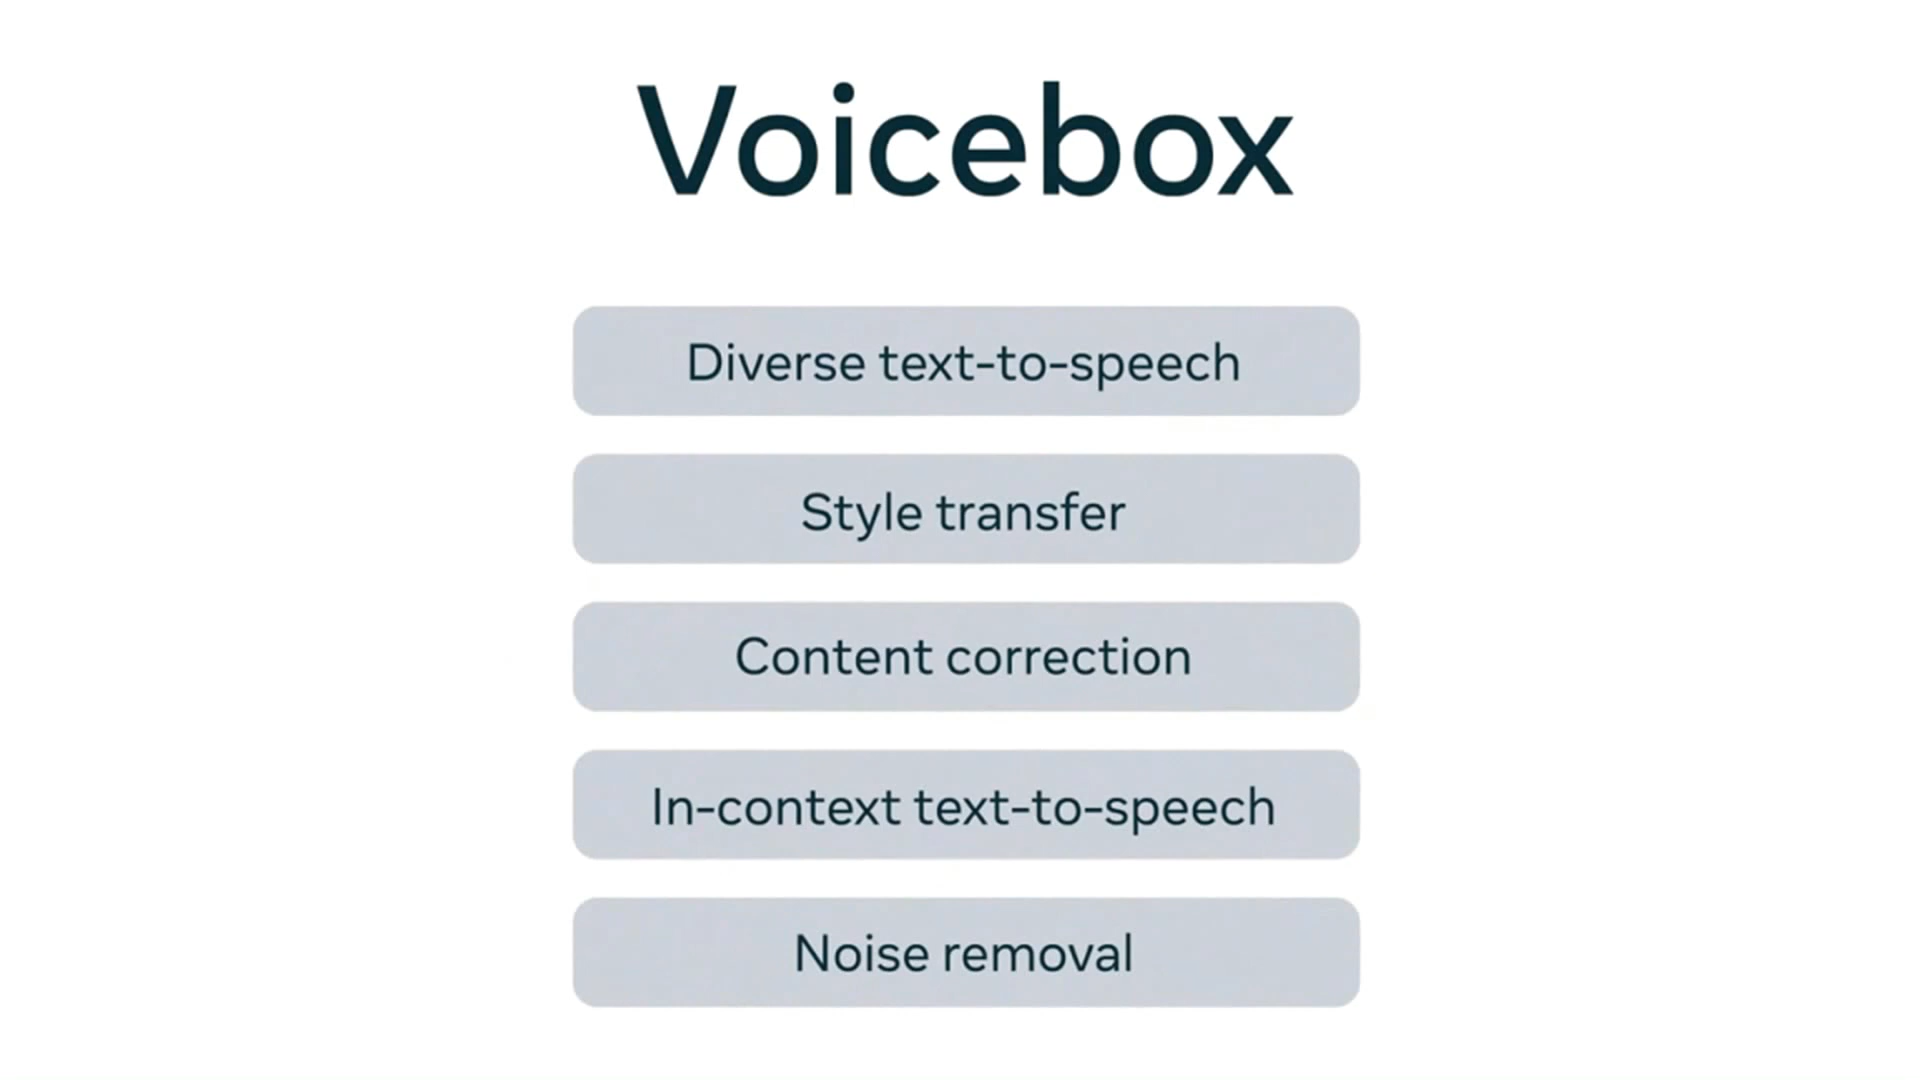 Voicebox
Diverse text-to-speech
Style transfer
Content correction
In-context text-to-speech
Noise removal